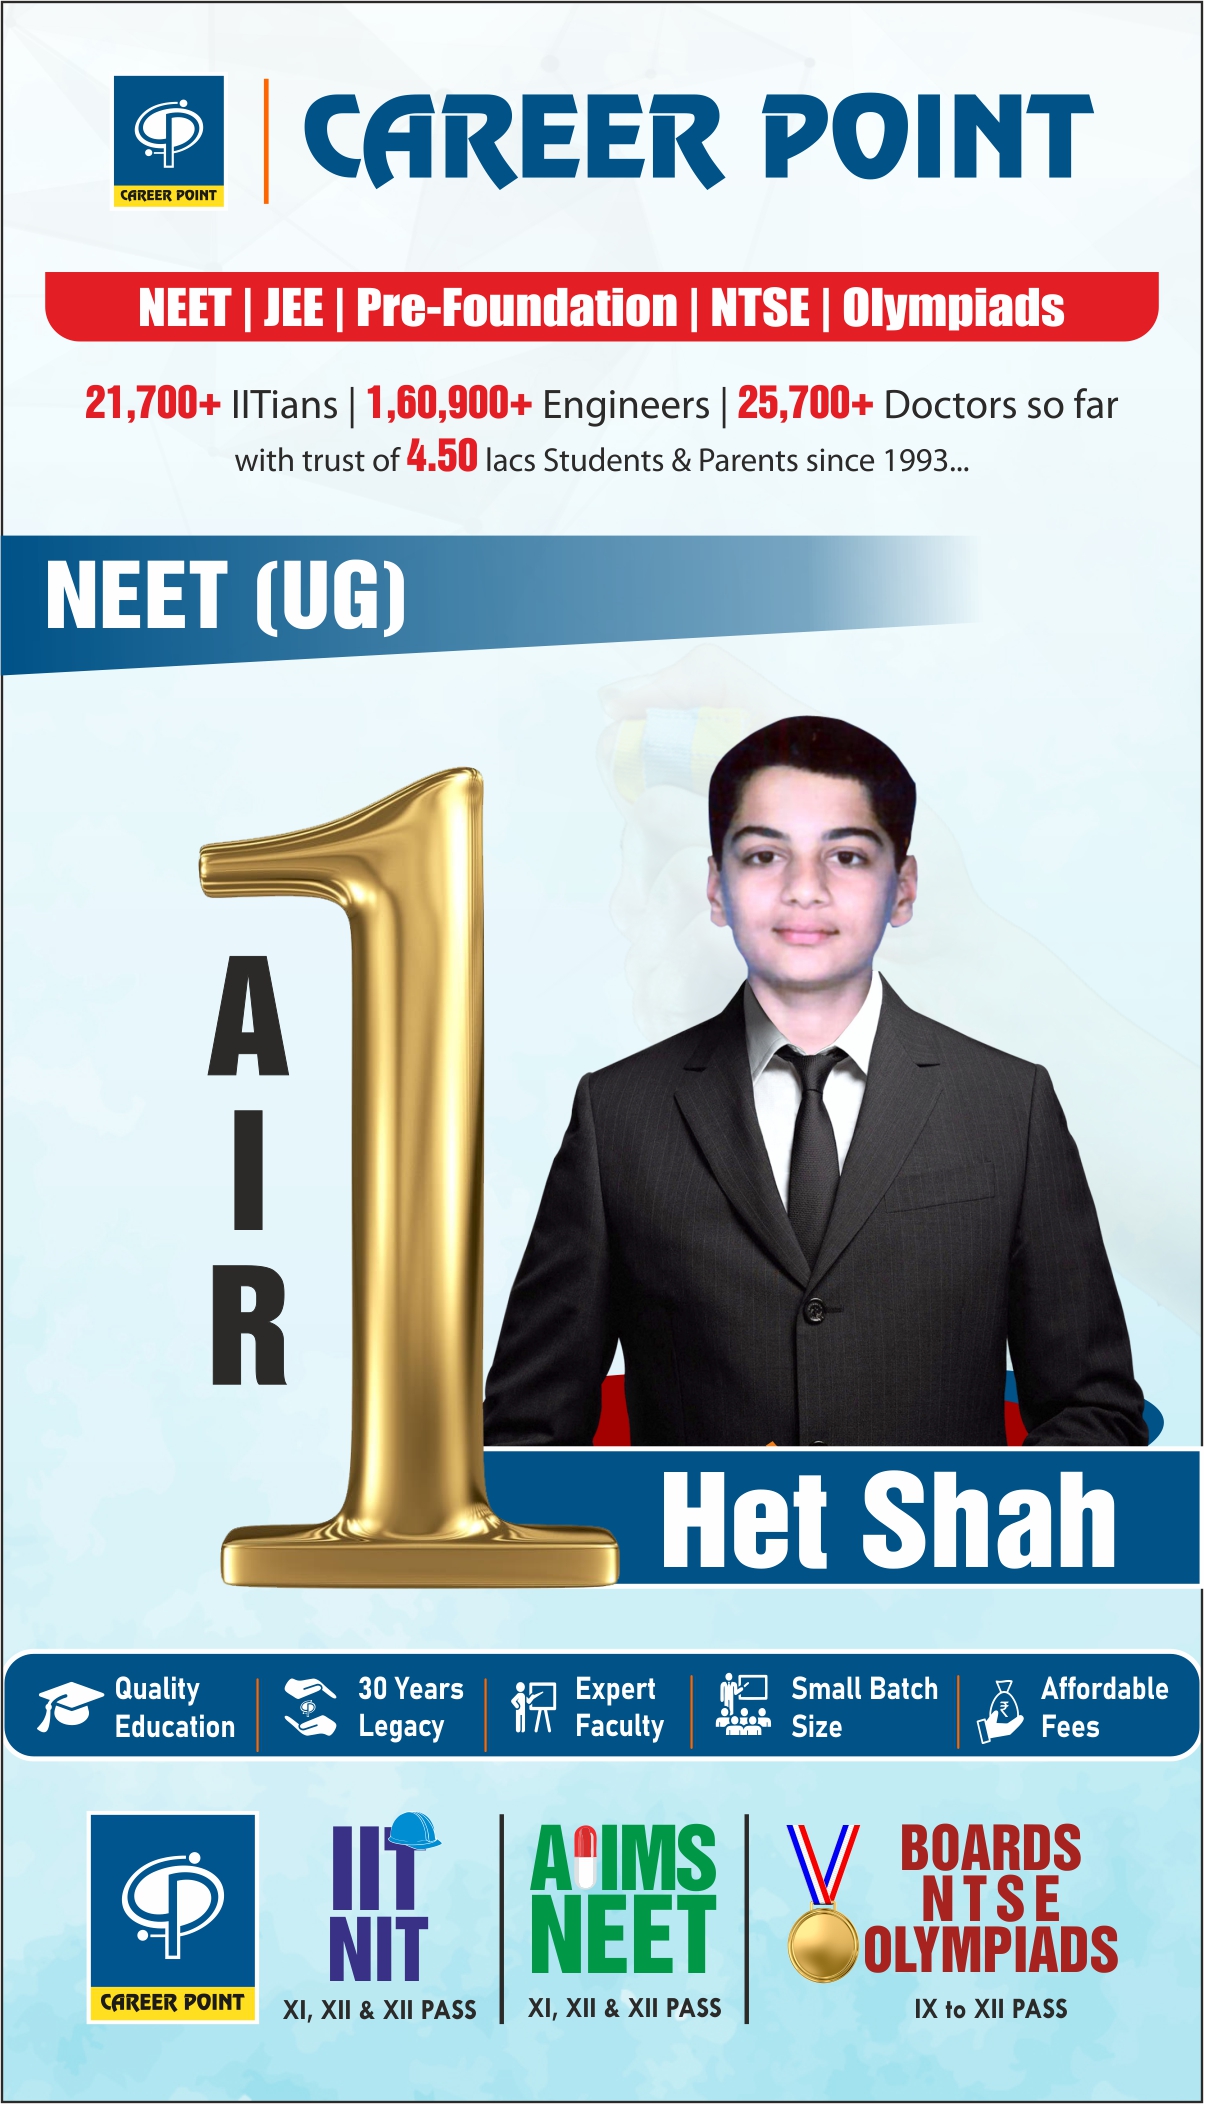 CAREER POINT
CAREER POINT
NEET | JEE | Pre-Foundation | NTSE | Olympiads
21,700+ IITians | 1,60,900+ Engineers | 25,700+ Doctors so far
with trust of 4.50 lacs Students & Parents since 1993...
NEET (UG)
AIR
1
Het Shah
Quality
Education
30 Years
Legacy
Expert
Faculty
Small Batch
Size
Affordable
Fees
CAREER POINT
IIT
NIT
XI, XII & XII PASS
AIIMS
NEET
XI, XII & XII PASS
BOARDS
NTSE
OLYMPIADS
IX to XII PASS